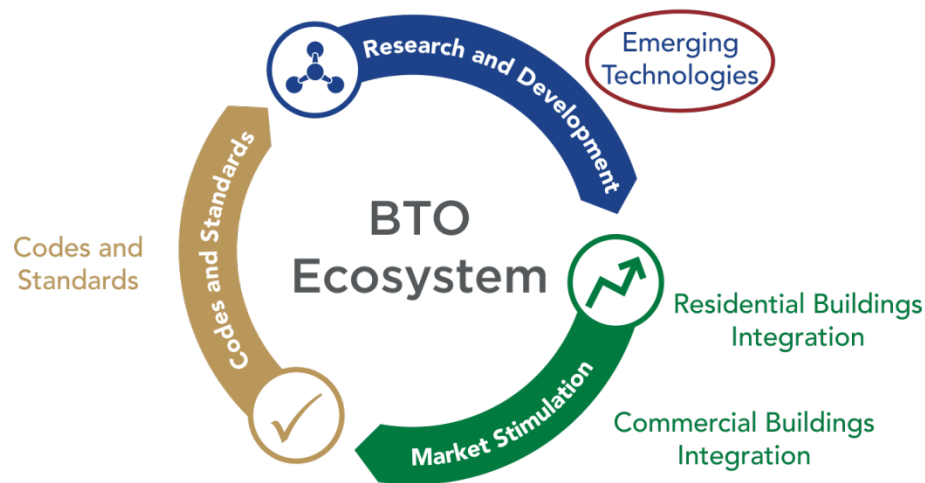 Research and Development
Emerging
Technologies
Codes and Standards
BTO
Ecosystem
Codes and
Standards
Residential Buildings
Integration
Market Stimulation
Commercial Buildings
Integration